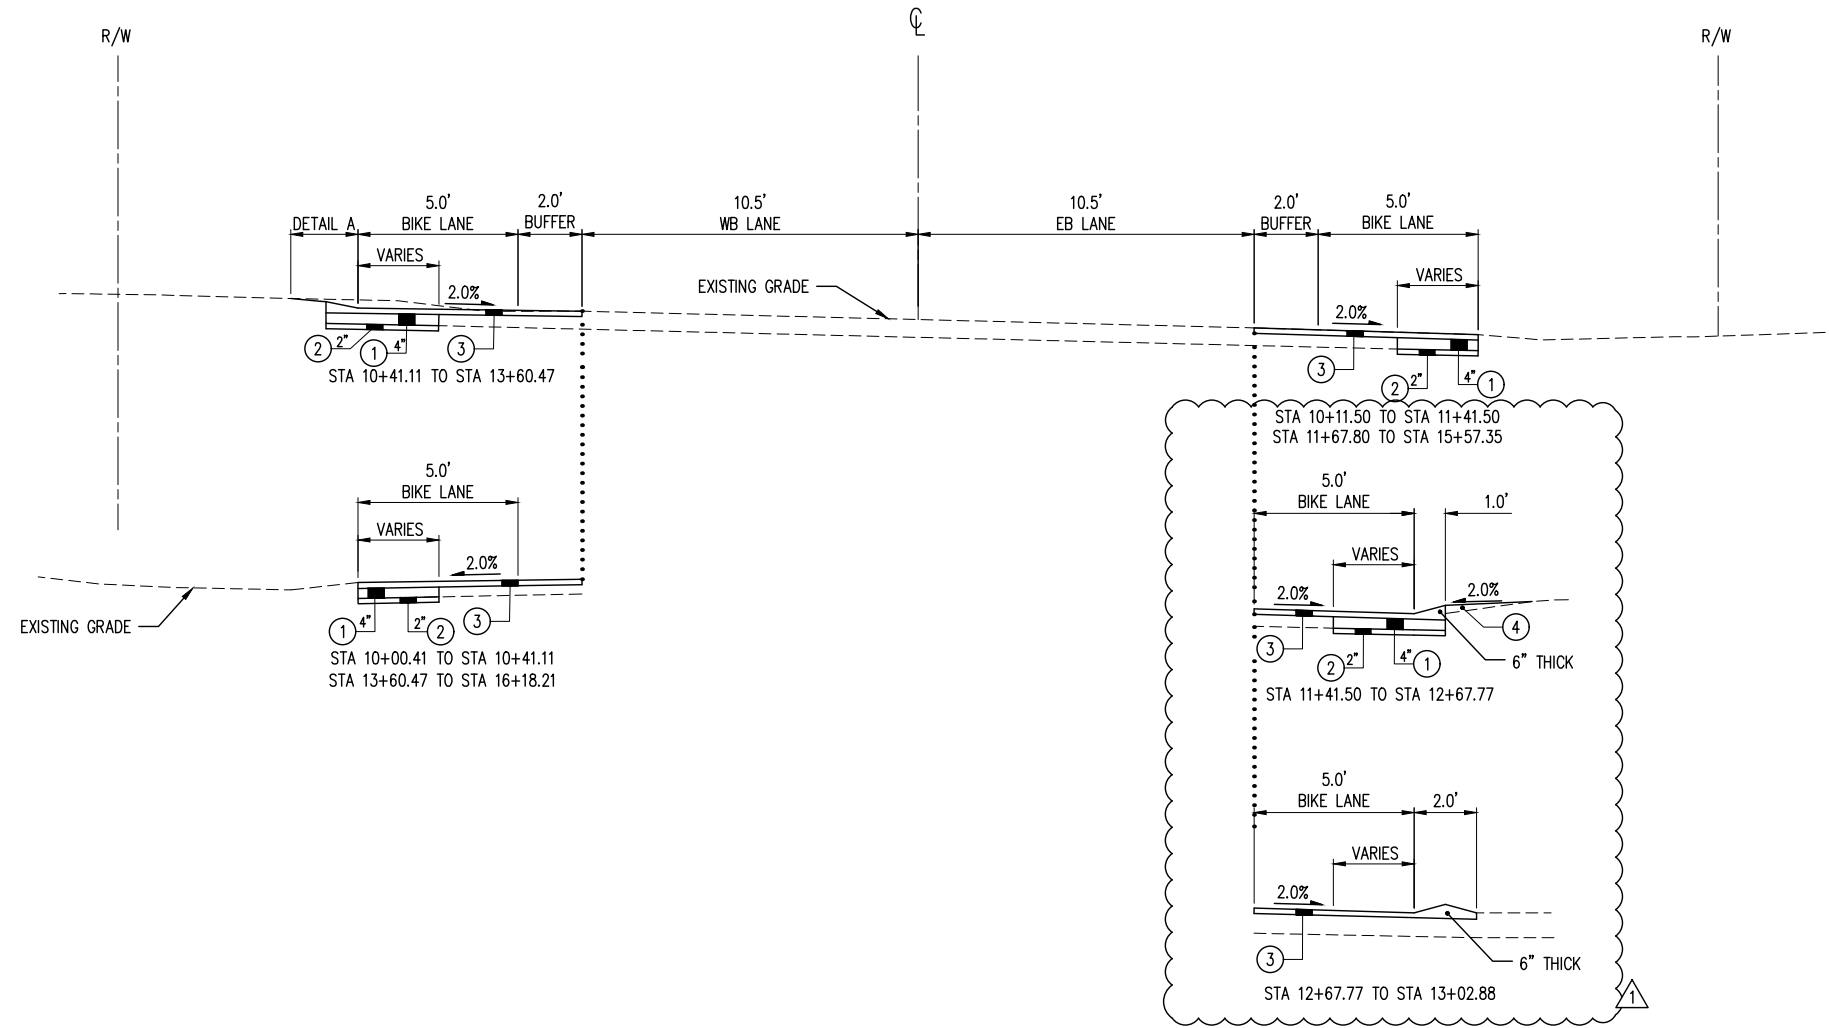 R/W
℄
R/W
5.0'
BIKE LANE
2.0'
BUFFER
10.5'
WB LANE
10.5'
EB LANE
2.0'
BUFFER
5.0'
BIKE LANE
DETAIL A
VARIES
2.0%
EXISTING GRADE
VARIES
2.0%
2 2" 1 4" 3
STA 10+41.11 TO STA 13+60.47
3
2 2" 4" 1
STA 10+11.50 TO STA 11+41.50
STA 11+67.80 TO STA 15+57.35
5.0'
BIKE LANE
VARIES
2.0%
EXISTING GRADE
1 4" 2" 2 3
STA 10+00.41 TO STA 10+41.11
STA 13+60.47 TO STA 16+18.21
5.0'
BIKE LANE
1.0'
VARIES
2.0%
2.0%
4
3
2 2" 4" 1
6" THICK
STA 11+41.50 TO STA 12+67.77
5.0'
BIKE LANE
2.0'
VARIES
2.0%
3
6" THICK
STA 12+67.77 TO STA 13+02.88
1